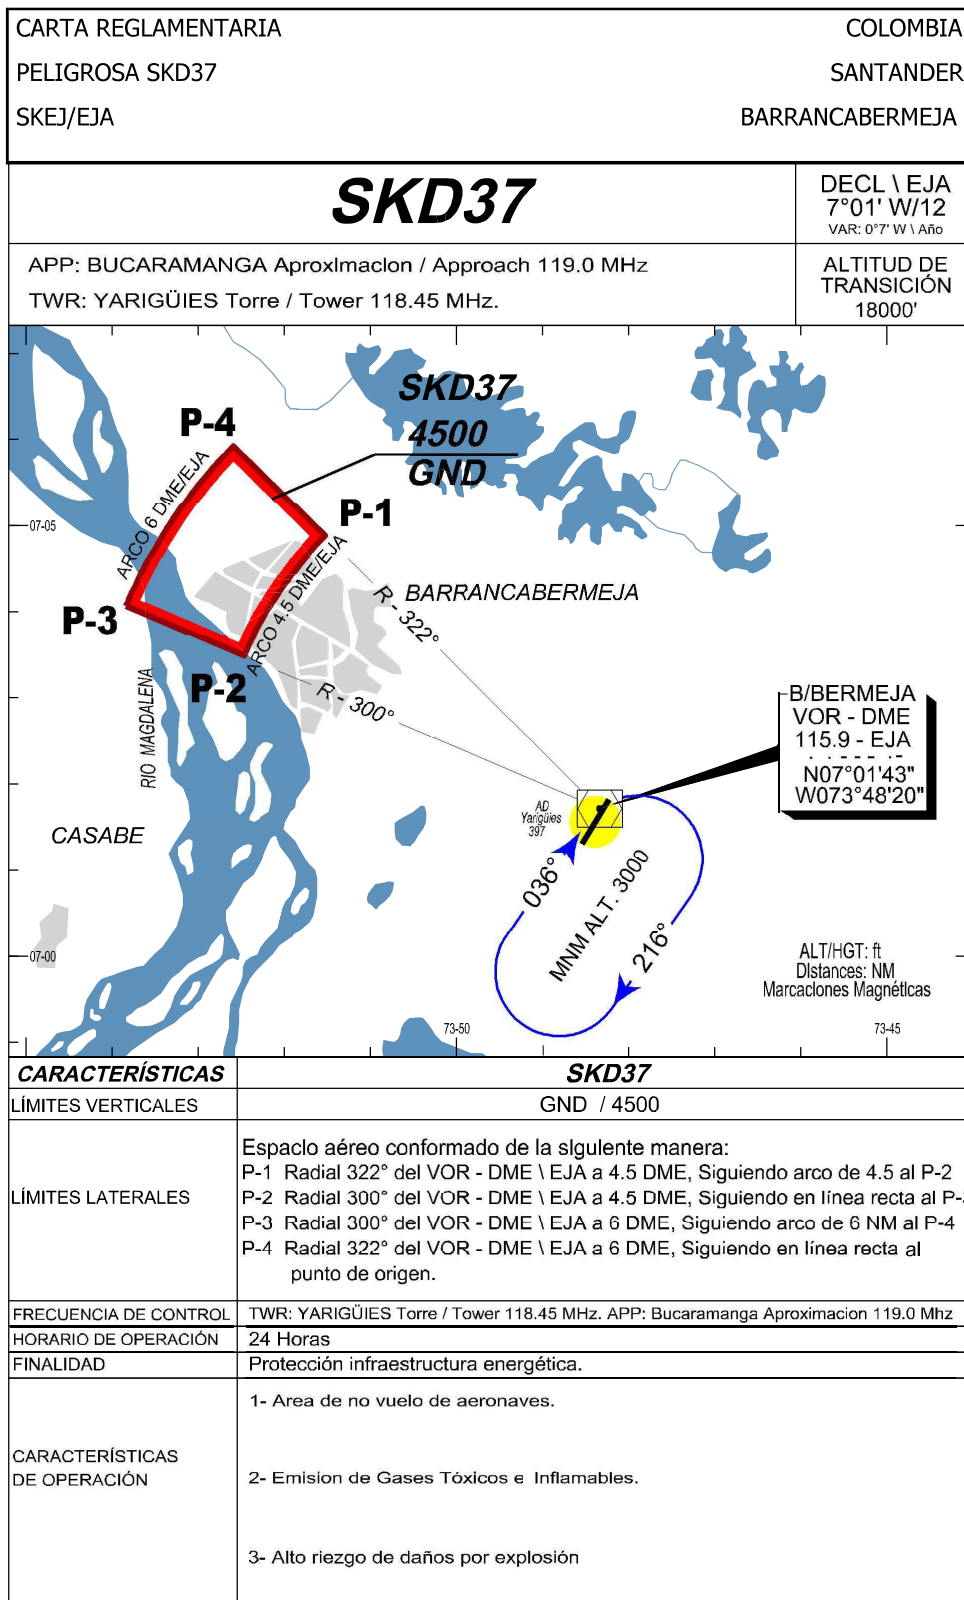 CARTA REGLAMENTARIA
COLOMBIA
PELIGROSA SKD37
SANTANDER
SKEJ/EJA
BARRANCABERMEJA
SKD37
DECL \ EJA
7°01' W/12
VAR: 0°7' W \ Año
APP: BUCARAMANGA AproxImacIon / Approach 119.0 MHz
TWR: YARIGÜIES Torre / Tower 118.45 MHz.
ALTITUD DE
TRANSICIÓN
18000'
SKD37
4500
GND
P-4
P-1
ARCO 6 DME/EJA
07-05
ARCO 4.5 DME/EJA
BARRANCABERMEJA
R - 322°
P-3
P-2
R - 300°
RIO MAGDALENA
B/BERMEJA
VOR - DME
115.9 - EJA
. . - - - . -
N07°01'43"
W073°48'20"
AD
Yarigüies
397
CASABE
036°
MNM ALT. 3000
216°
07-00
ALT/HGT: ft
DIstances: NM
MarcacIones MagnétIcas
73-50
73-45
CARACTERÍSTICAS
SKD37
LÍMITES VERTICALES
GND / 4500
LÍMITES LATERALES
EspacIo aéreo conformado de la sIguIente manera:
P-1 Radial 322° del VOR - DME \ EJA a 4.5 DME, Siguiendo arco de 4.5 al P-2
P-2 Radial 300° del VOR - DME \ EJA a 4.5 DME, Siguiendo en línea recta al P-3
P-3 Radial 300° del VOR - DME \ EJA a 6 DME, Siguiendo arco de 6 NM al P-4
P-4 Radial 322° del VOR - DME \ EJA a 6 DME, Siguiendo en línea recta al
punto de origen.
FRECUENCIA DE CONTROL
TWR: YARIGÜIES Torre / Tower 118.45 MHz. APP: Bucaramanga Aproximacion 119.0 Mhz
HORARIO DE OPERACIÓN
24 Horas
FINALIDAD
Protección infraestructura energética.
CARACTERÍSTICAS
DE OPERACIÓN
1- Area de no vuelo de aeronaves.
2- Emision de Gases Tóxicos e Inflamables.
3- Alto riezgo de daños por explosión